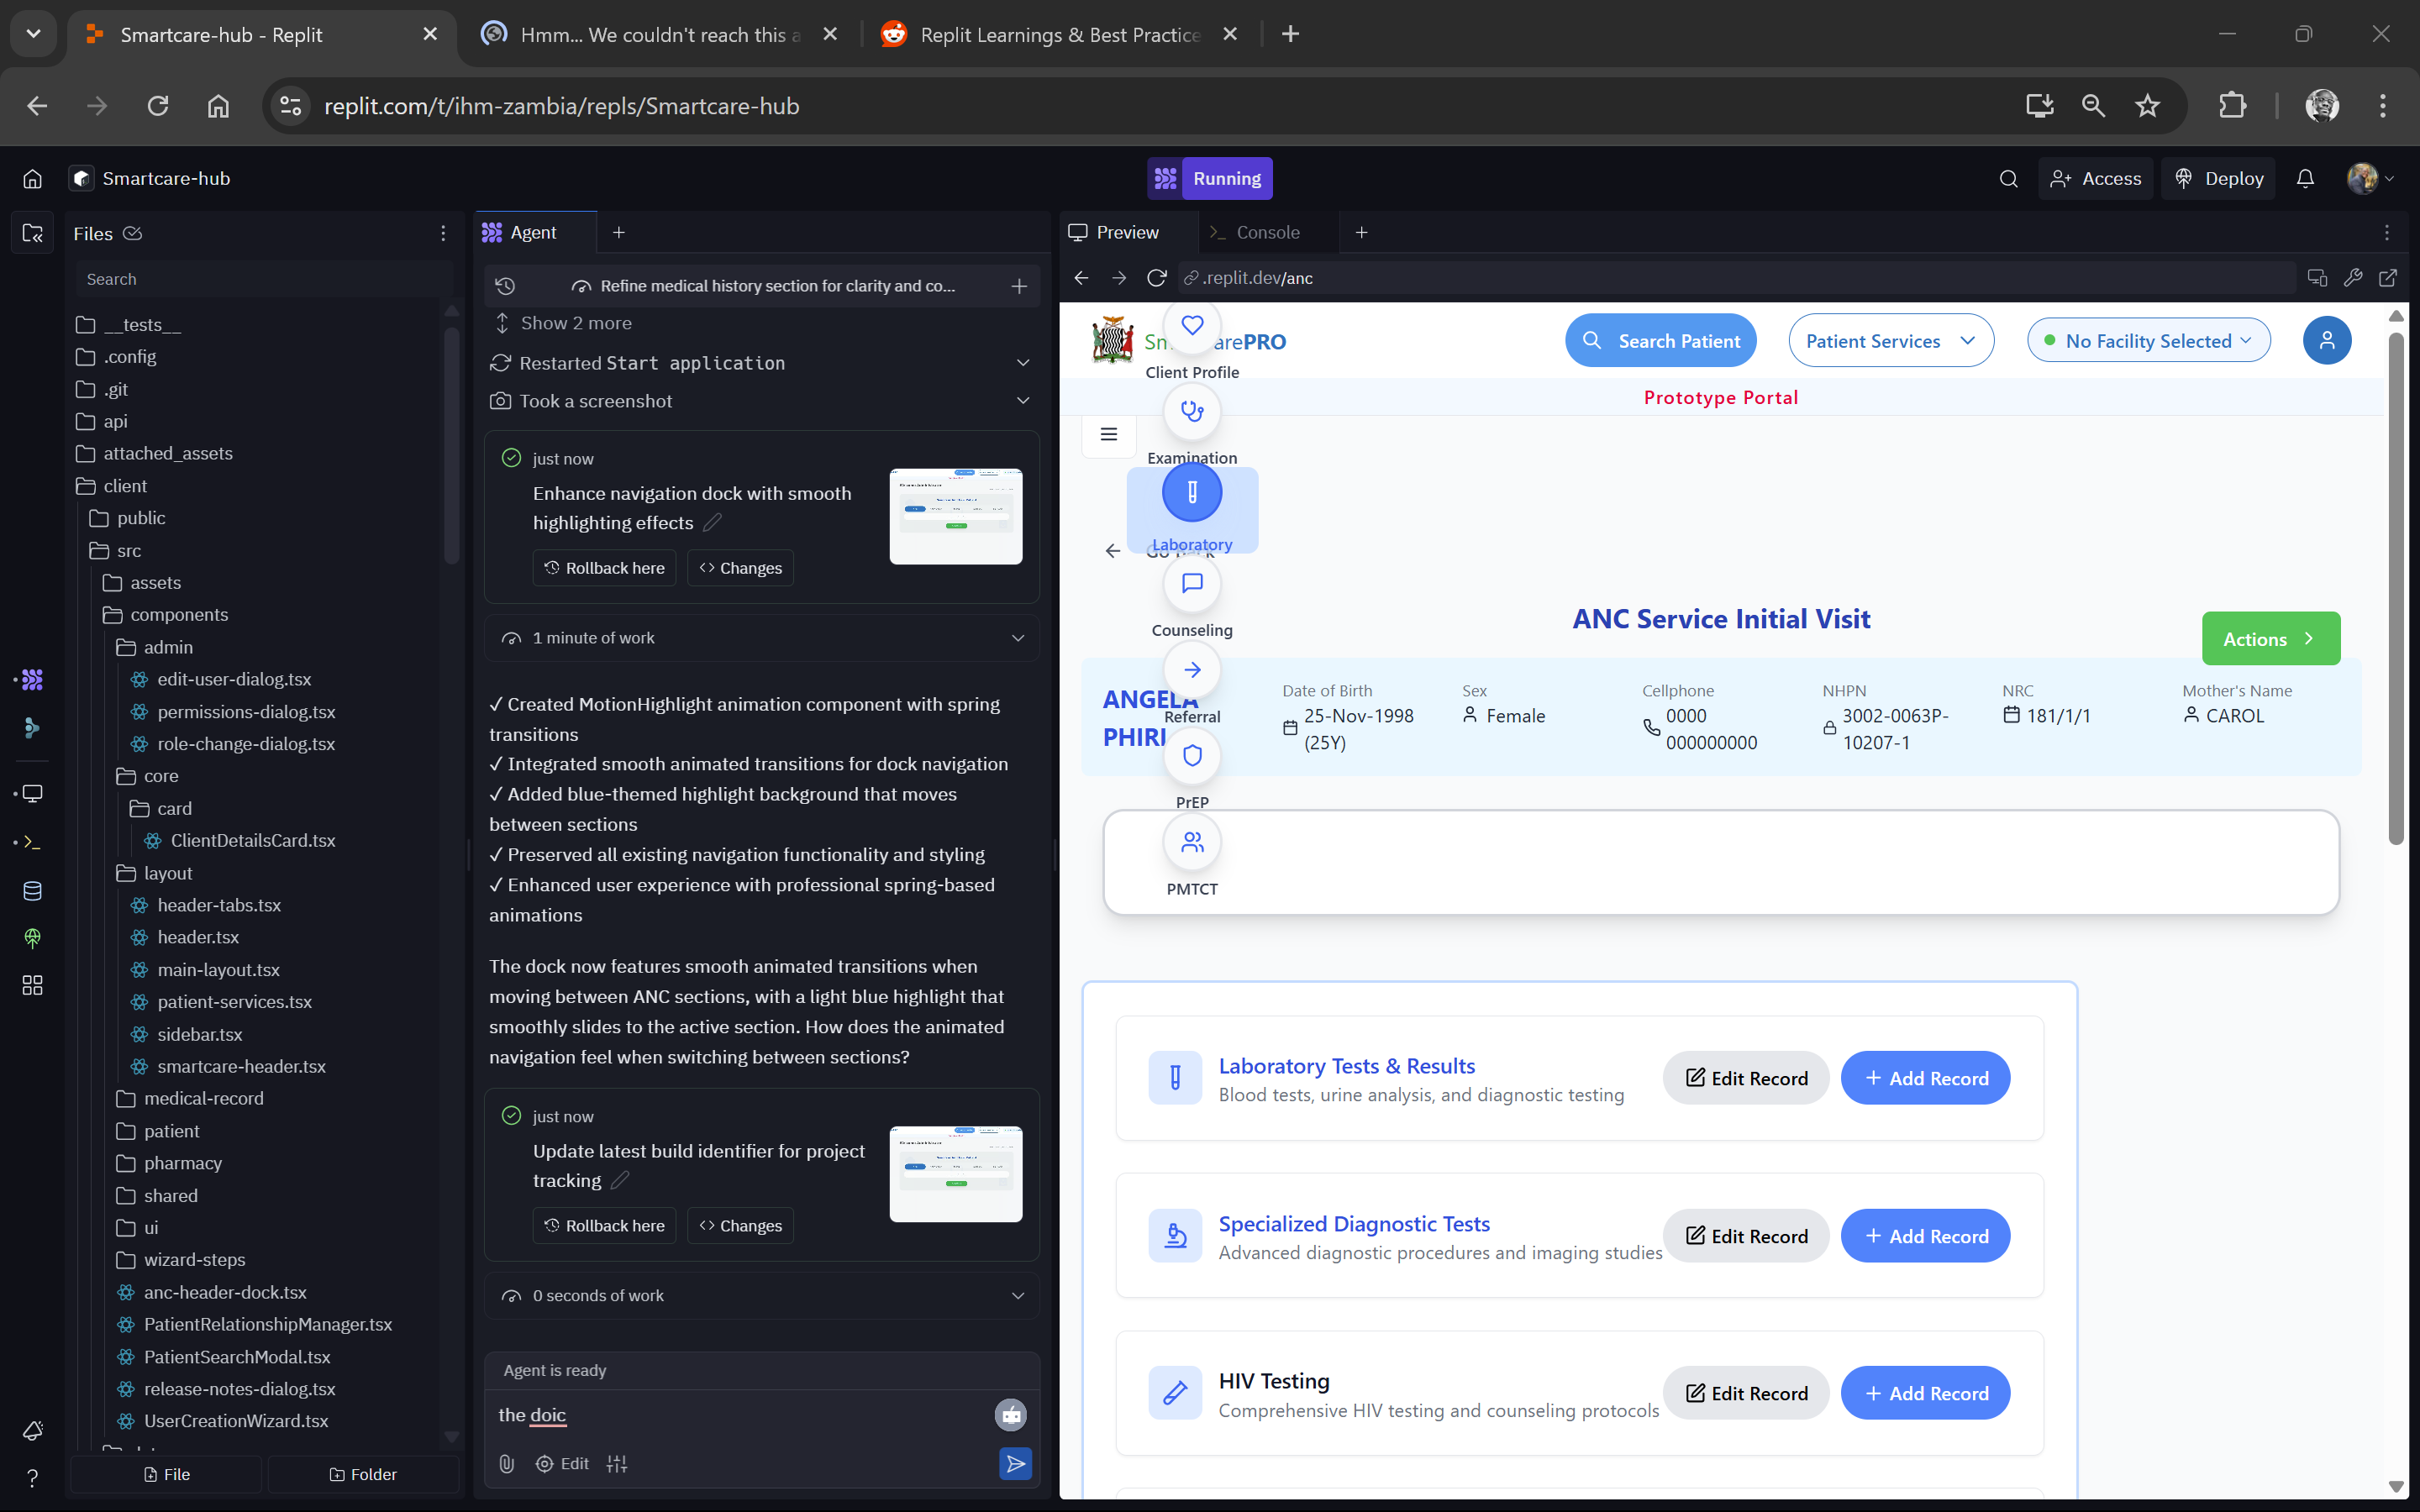 Smartcare-hub - Replit
Hmm... We couldn't reach this a
Replit Learnings & Best Practice
replit.com/t/ihm-zambia/repls/Smartcare-hub
Smartcare-hub
Running
Access
Deploy
Files
Search
__tests__
.config
.git
api
attached_assets
client
public
src
assets
components
admin
edit-user-dialog.tsx
permissions-dialog.tsx
role-change-dialog.tsx
core
card
ClientDetailsCard.tsx
layout
header-tabs.tsx
header.tsx
main-layout.tsx
patient-services.tsx
sidebar.tsx
smartcare-header.tsx
medical-record
patient
pharmacy
shared
ui
wizard-steps
anc-header-dock.tsx
PatientRelationshipManager.tsx
PatientSearchModal.tsx
release-notes-dialog.tsx
UserCreationWizard.tsx
File
Folder
Agent
Refine medical history section for clarity and co...
Show 2 more
Restarted Start application
Took a screenshot
just now
Enhance navigation dock with smooth
highlighting effects
Rollback here
Changes
1 minute of work
✓ Created MotionHighlight animation component with spring
transitions
✓ Integrated smooth animated transitions for dock navigation
✓ Added blue-themed highlight background that moves
between sections
✓ Preserved all existing navigation functionality and styling
✓ Enhanced user experience with professional spring-based
animations
The dock now features smooth animated transitions when
moving between ANC sections, with a light blue highlight that
smoothly slides to the active section. How does the animated
navigation feel when switching between sections?
just now
Update latest build identifier for project
tracking
Rollback here
Changes
0 seconds of work
Agent is ready
the doic
Edit
Preview
Console
.replit.dev/anc
PRO
Search Patient
Patient Services
No Facility Selected
Prototype Portal
Client Profile
Examination
Laboratory
Counseling
Referral
PrEP
PMTCT
ANC Service Initial Visit
Actions
ANGELA
PHIRI
Date of Birth
25-Nov-1998
(25Y)
Sex
Female
Cellphone
0000
000000000
NHPN
3002-0063P-
10207-1
NRC
181/1/1
Mother's Name
CAROL
Laboratory Tests & Results
Blood tests, urine analysis, and diagnostic testing
Edit Record
+ Add Record
Specialized Diagnostic Tests
Advanced diagnostic procedures and imaging studies
Edit Record
+ Add Record
HIV Testing
Comprehensive HIV testing and counseling protocols
Edit Record
+ Add Record